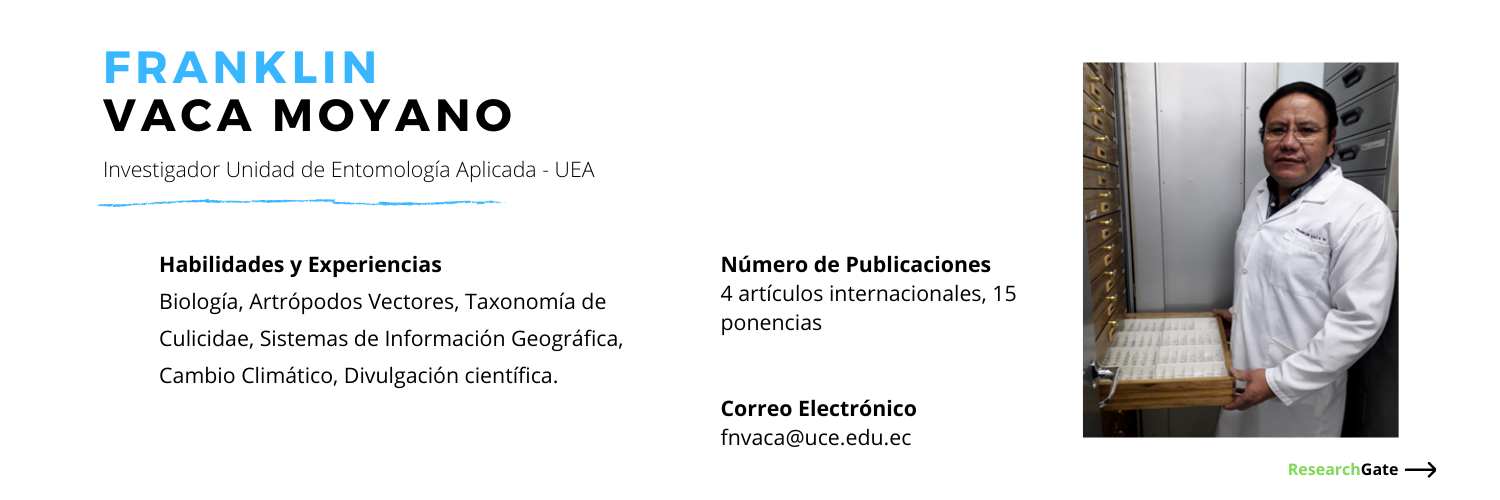 FRANKLIN
VACA MOYANO
Investigador Unidad de Entomología Aplicada - UEA
Habilidades y Experiencias
Biología, Artrópodos Vectores, Taxonomía de
Culicidae, Sistemas de Información Geográfica,
Cambio Climático, Divulgación científica.
Número de Publicaciones
4 artículos internacionales, 15
ponencias
Correo Electrónico
fnvaca@uce.edu.ec
ResearchGate